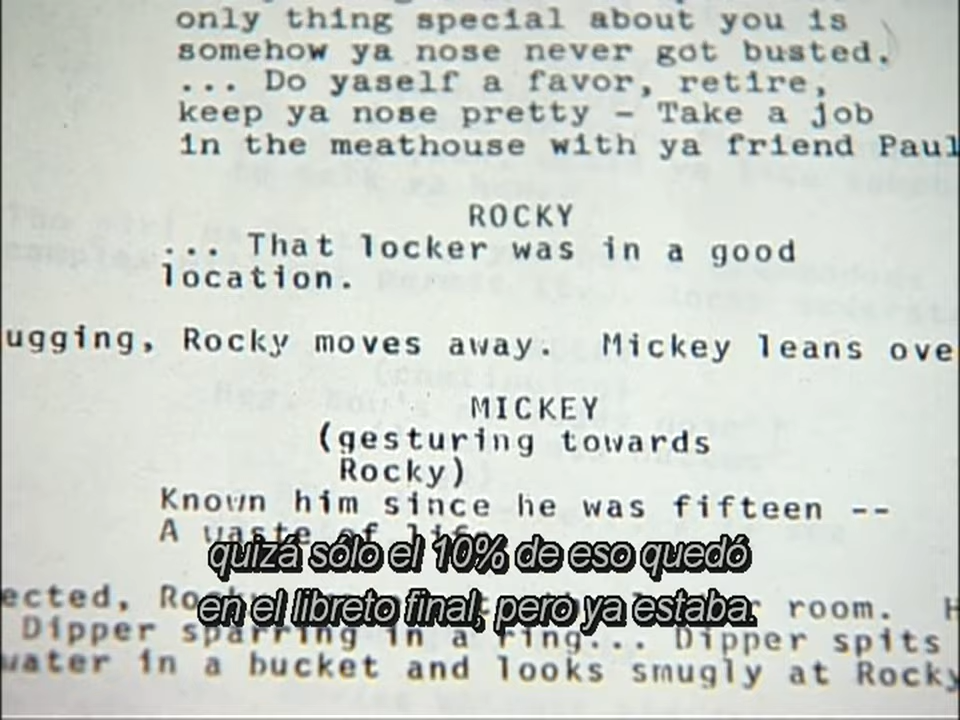 only thing special about you is
somehow ya nose never got busted.
... Do yaself a favor, retire,
keep ya nose pretty - Take a job
in the meathouse with ya friend Paul
ROCKY
... That locker was in a good
location.
ugging, Rocky moves away. Mickey leans ove
MICKEY
(gesturing towards
Rocky)
Known him since he was fifteen --
A waste of life
quizá sólo el 10% de eso quedó
en el libreto final, pero ya estaba.
ected, room. H
Dipper sparring in a ring... Dipper spits
water in a bucket and looks smugly at Rocky